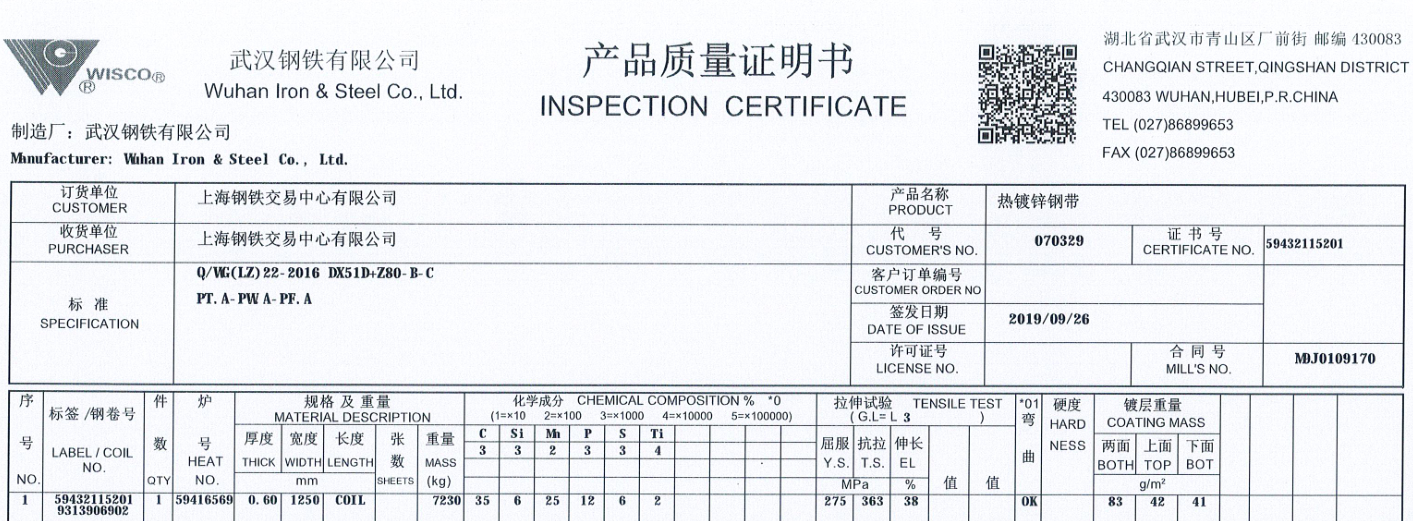 WISCO®
®
武汉钢铁有限公司
Wuhan Iron & Steel Co., Ltd.
产品质量证明书
INSPECTION CERTIFICATE
湖北省武汉市青山区厂前街 邮编 430083
CHANGQIAN STREET,QINGSHAN DISTRICT
430083 WUHAN,HUBEI,P.R.CHINA
TEL (027)86899653
FAX (027)86899653
制造厂：武汉钢铁有限公司
Manufacturer: Wuhan Iron & Steel Co., Ltd.
订货单位 上海钢铁交易中心有限公司 产品名称 热镀锌钢带
CUSTOMER PRODUCT
收货单位 上海钢铁交易中心有限公司 代 号 070329 证 书 号 59432115201
PURCHASER CUSTOMER'S NO. CERTIFICATE NO.
标 准 Q/WG(LZ)22-2016 DX51D+Z80-B-C
SPECIFICATION PT.A-PW.A-PF.A
客户订单编号
CUSTOMER ORDER NO
签发日期 2019/09/26
DATE OF ISSUE
许可证号 合 同 号 MDJ0109170
LICENSE NO. MILL'S NO.
序号 NO.
标签 /钢卷号
LABEL / COIL NO.
件数 QTY
炉号 HEAT NO.
规格 及 重量
MATERIAL DESCRIPTION
厚度 宽度 长度 张数 重量
THICK WIDTH LENGTH SHEETS MASS
mm (kg)
化学成分 CHEMICAL COMPOSITION % *0
(1=×10 2=×100 3=×1000 4=×10000 5=×100000)
C Si Mn P S Ti
3 3 2 3 3 4
拉伸试验 TENSILE TEST
( G.L= L 3 )
屈服 抗拉 伸长
Y.S. T.S. EL 值 值
MPa %
*01
弯曲
硬度
HARD
NESS
镀层重量
COATING MASS
两面 上面 下面
BOTH TOP BOT
g/m²
1 59432115201 1 59416569 0.60 1250 COIL 7230 35 6 25 12 6 2 275 363 38 OK 83 42 41
9313906902